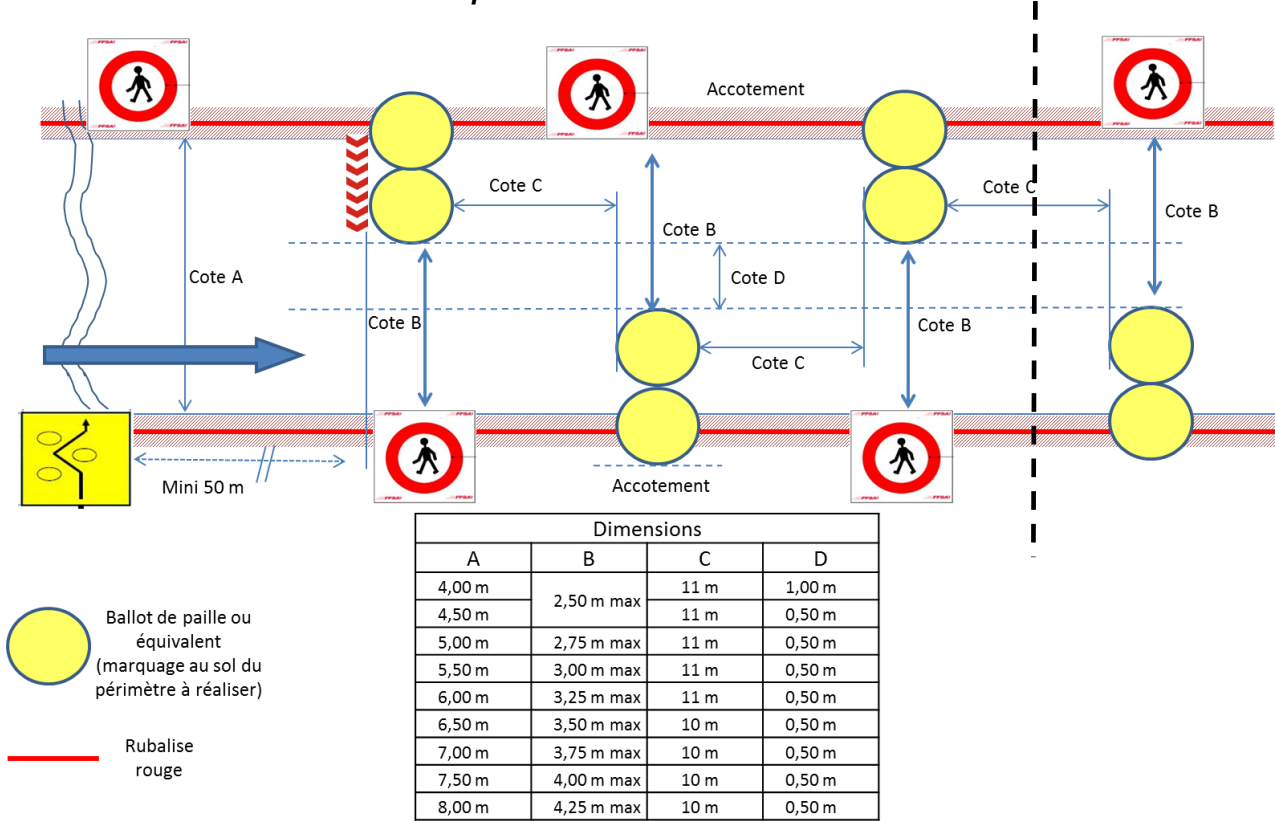 Accotement
Cote C
Cote C
Cote B
Cote B
Cote A
Cote D
Cote B
Cote B
Cote C
Mini 50 m
Accotement
Dimensions
A B C D
4,00 m 2,50 m max 11 m 1,00 m
4,50 m 11 m 0,50 m
5,00 m 2,75 m max 11 m 0,50 m
5,50 m 3,00 m max 11 m 0,50 m
6,00 m 3,25 m max 11 m 0,50 m
6,50 m 3,50 m max 10 m 0,50 m
7,00 m 3,75 m max 10 m 0,50 m
7,50 m 4,00 m max 10 m 0,50 m
8,00 m 4,25 m max 10 m 0,50 m
Ballot de paille ou
équivalent
(marquage au sol du
périmètre à réaliser)
Rubalise
rouge